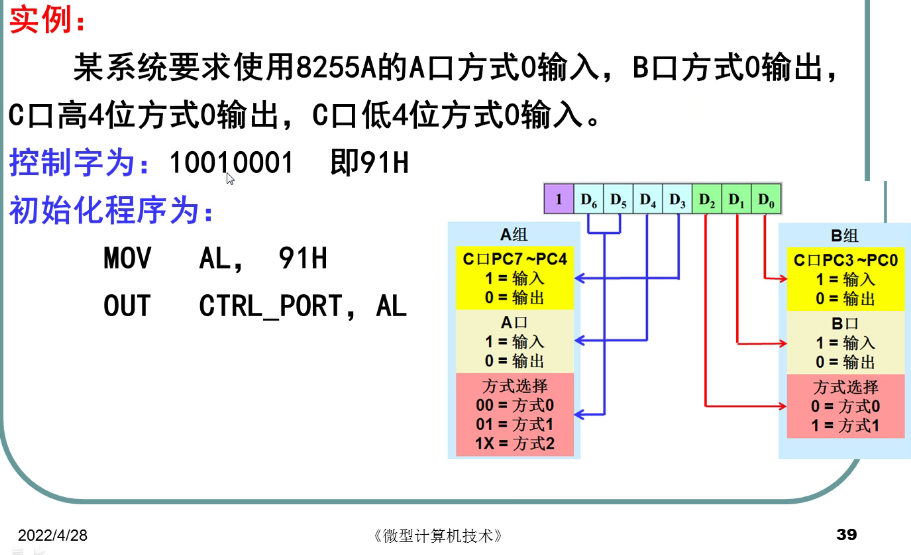 实例：
某系统要求使用8255A的A口方式0输入，B口方式0输出，
C口高4位方式0输出，C口低4位方式0输入。
控制字为：10010001 即91H
初始化程序为：
MOV AL, 91H
OUT CTRL_PORT, AL
1 D6 D5 D4 D3 D2 D1 D0
A组
C口PC7~PC4
1 = 输入
0 = 输出
A口
1 = 输入
0 = 输出
方式选择
00 = 方式0
01 = 方式1
1X = 方式2
B组
C口PC3~PC0
1 = 输入
0 = 输出
B口
1 = 输入
0 = 输出
方式选择
0 = 方式0
1 = 方式1
2022/4/28
《微型计算机技术》
39